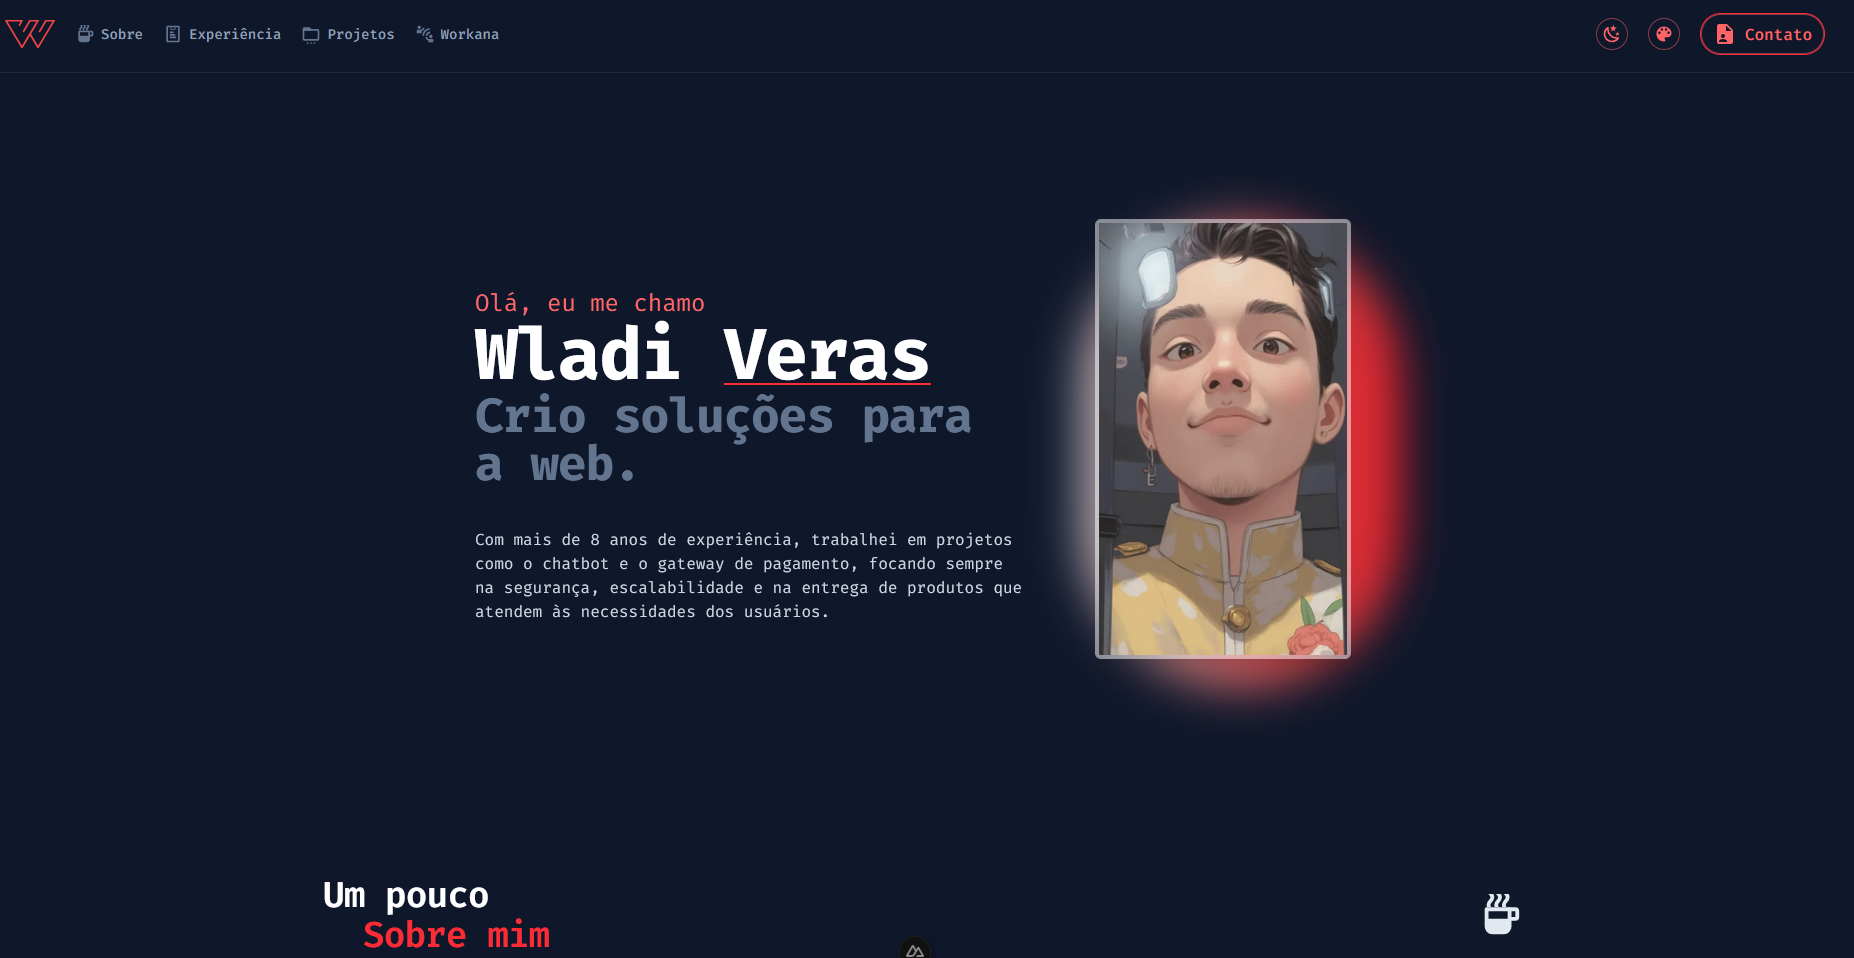 Sobre
Experiência
Projetos
Workana
Contato
Olá, eu me chamo
Wladi Veras
Crio soluções para
a web.
Com mais de 8 anos de experiência, trabalhei em projetos
como o chatbot e o gateway de pagamento, focando sempre
na segurança, escalabilidade e na entrega de produtos que
atendem às necessidades dos usuários.
Um pouco
Sobre mim